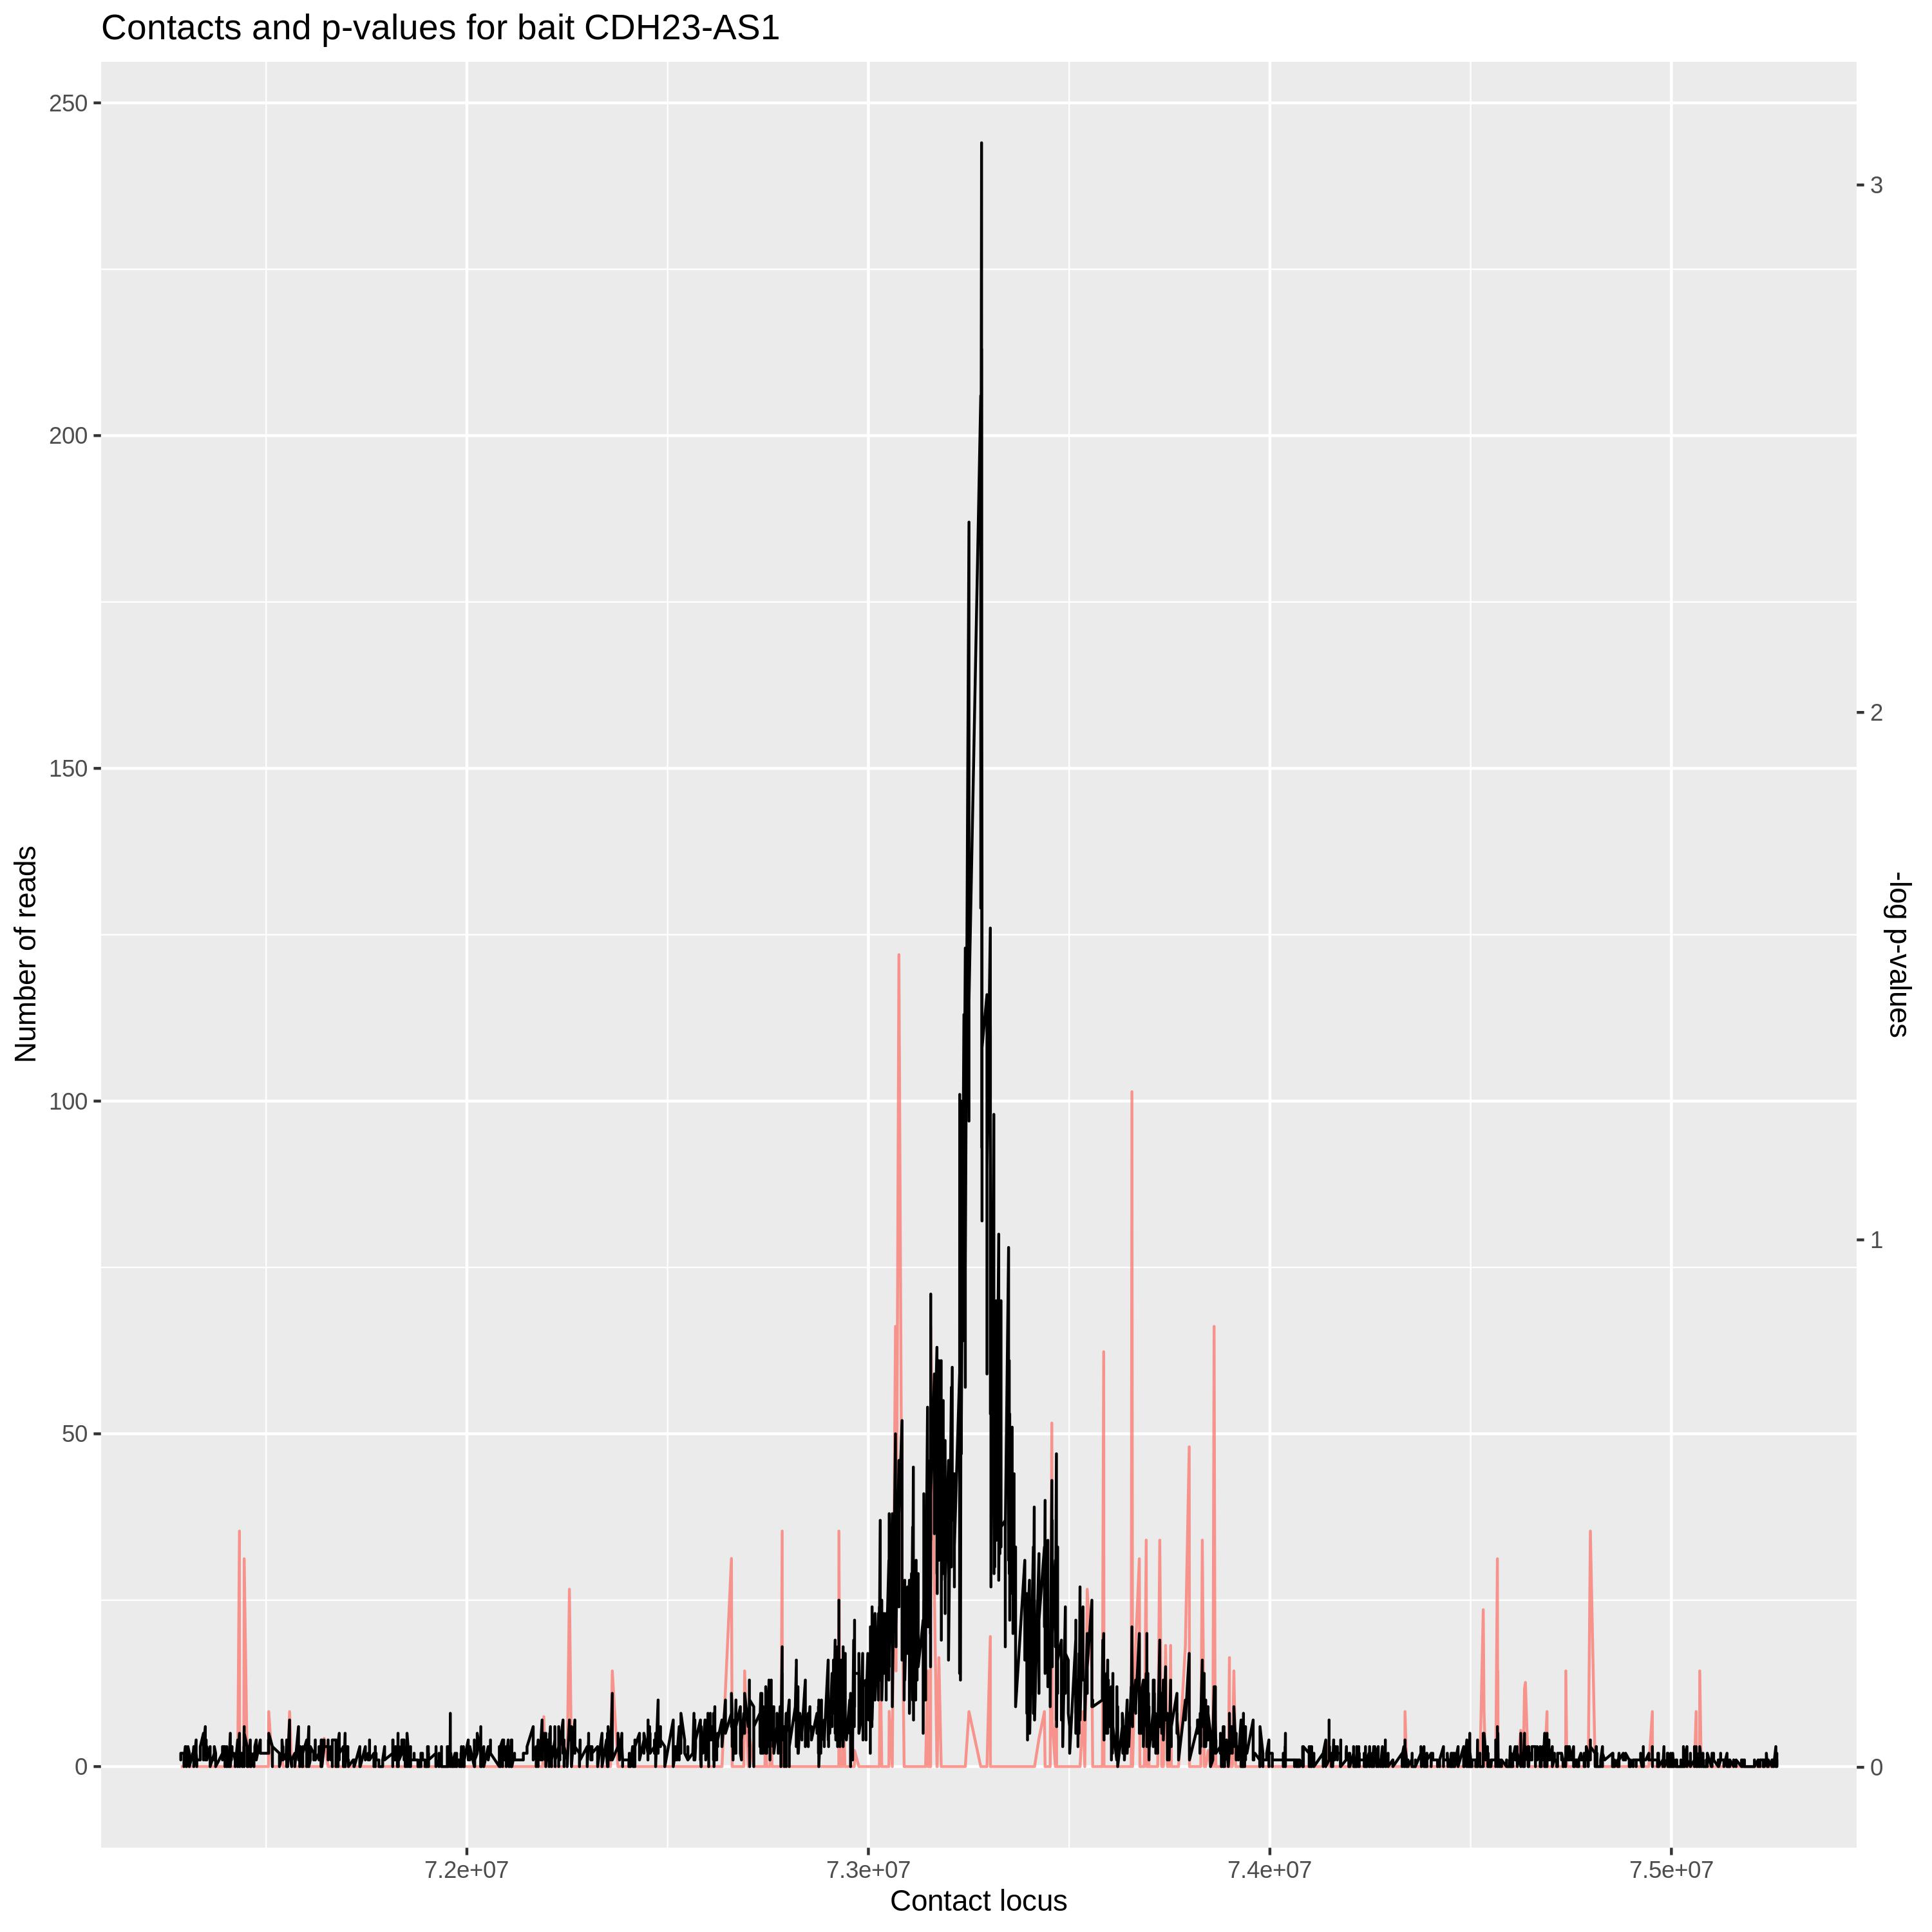 Contacts and p-values for bait CDH23-AS1
250
200
150
100
50
0
3
2
1
0
Number of reads
-log p-values
7.2e+07 7.3e+07 7.4e+07 7.5e+07
Contact locus